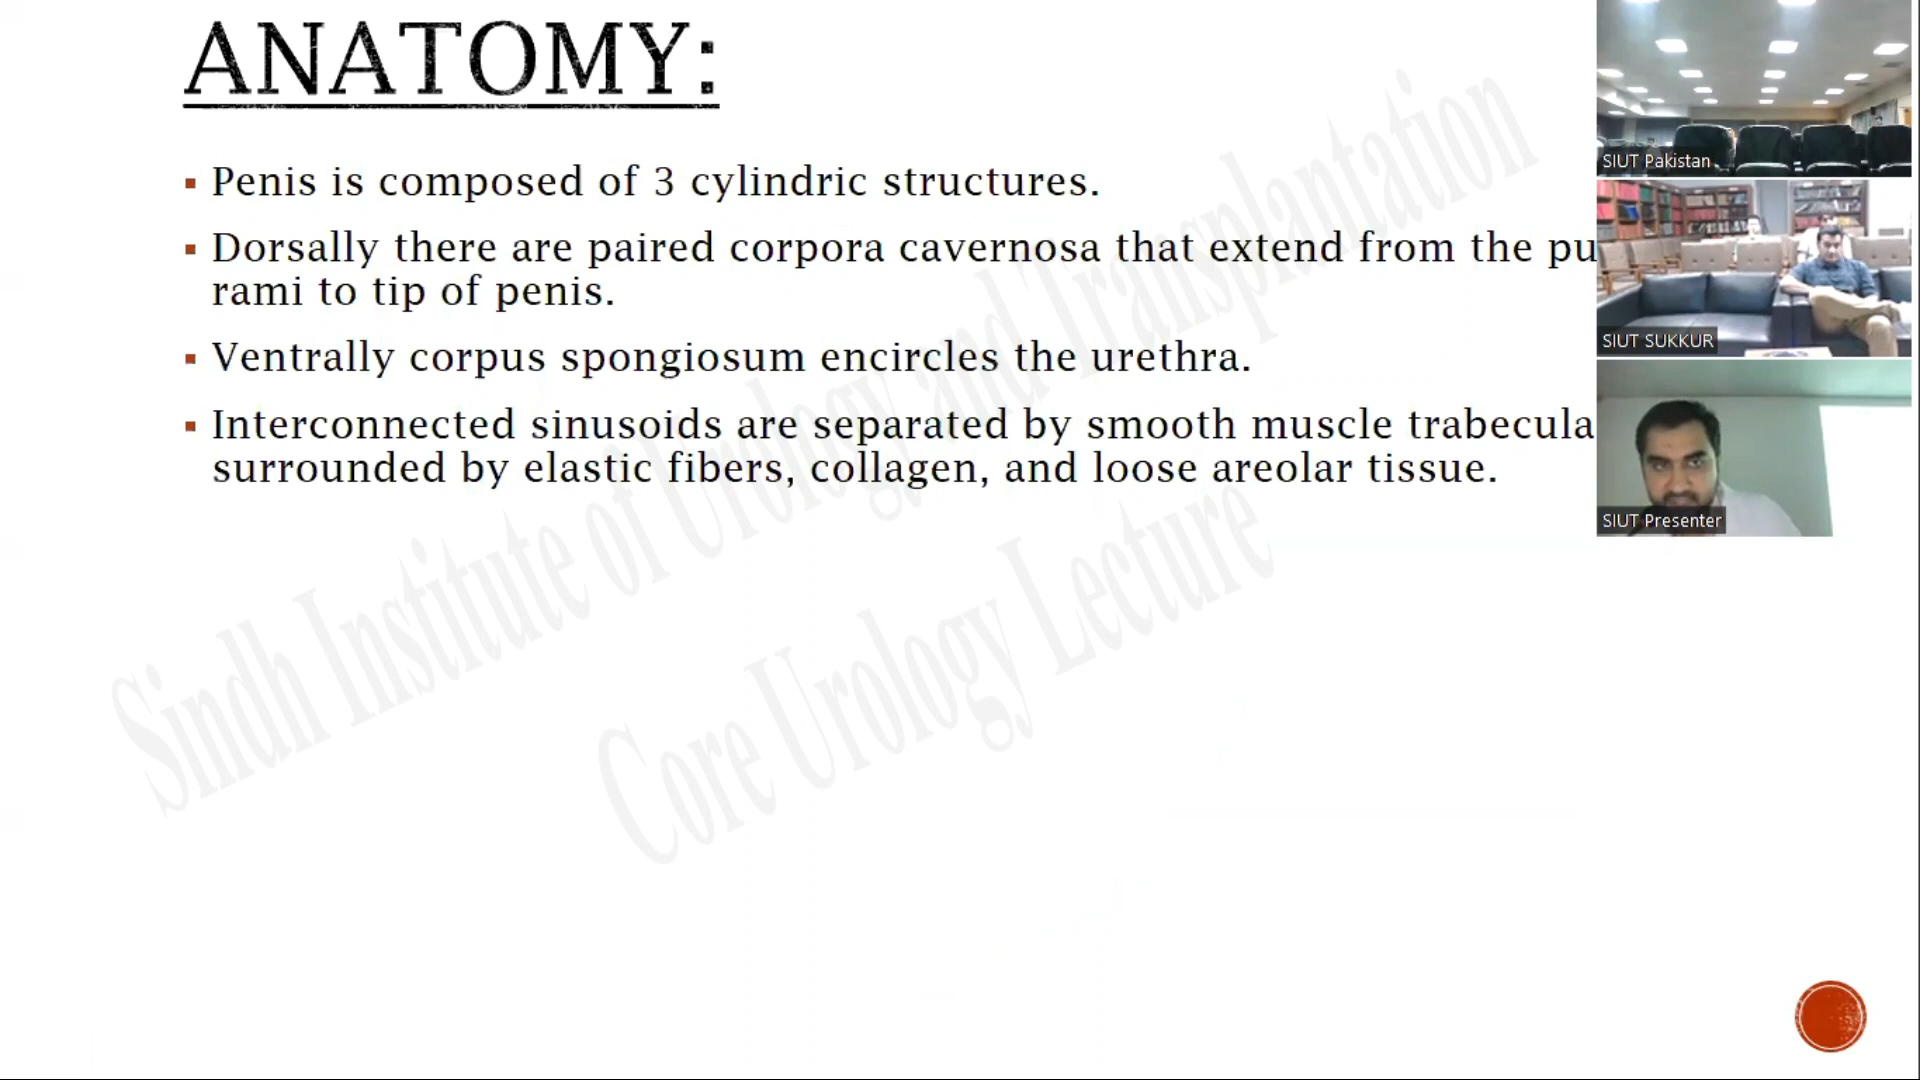 ANATOMY:
Penis is composed of 3 cylindric structures.
Dorsally there are paired corpora cavernosa that extend from the pu
rami to tip of penis.
Ventrally corpus spongiosum encircles the urethra.
Interconnected sinusoids are separated by smooth muscle trabecula
surrounded by elastic fibers, collagen, and loose areolar tissue.
Sindh Institute of Urology and Transplantation
Core Urology Lecture
SIUT Pakistan
SIUT SUKKUR
SIUT Presenter